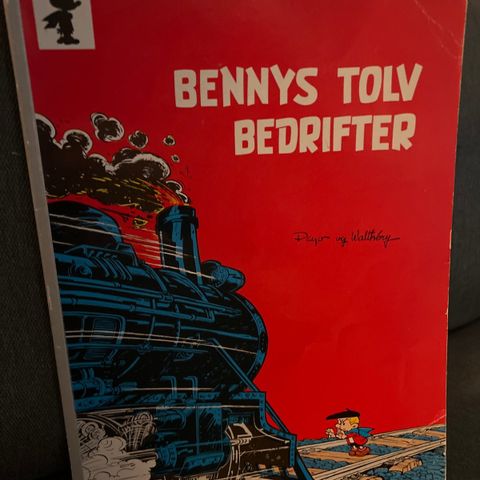 BENNYS TOLV
BEDRIFTER
Peyo og Walthéry